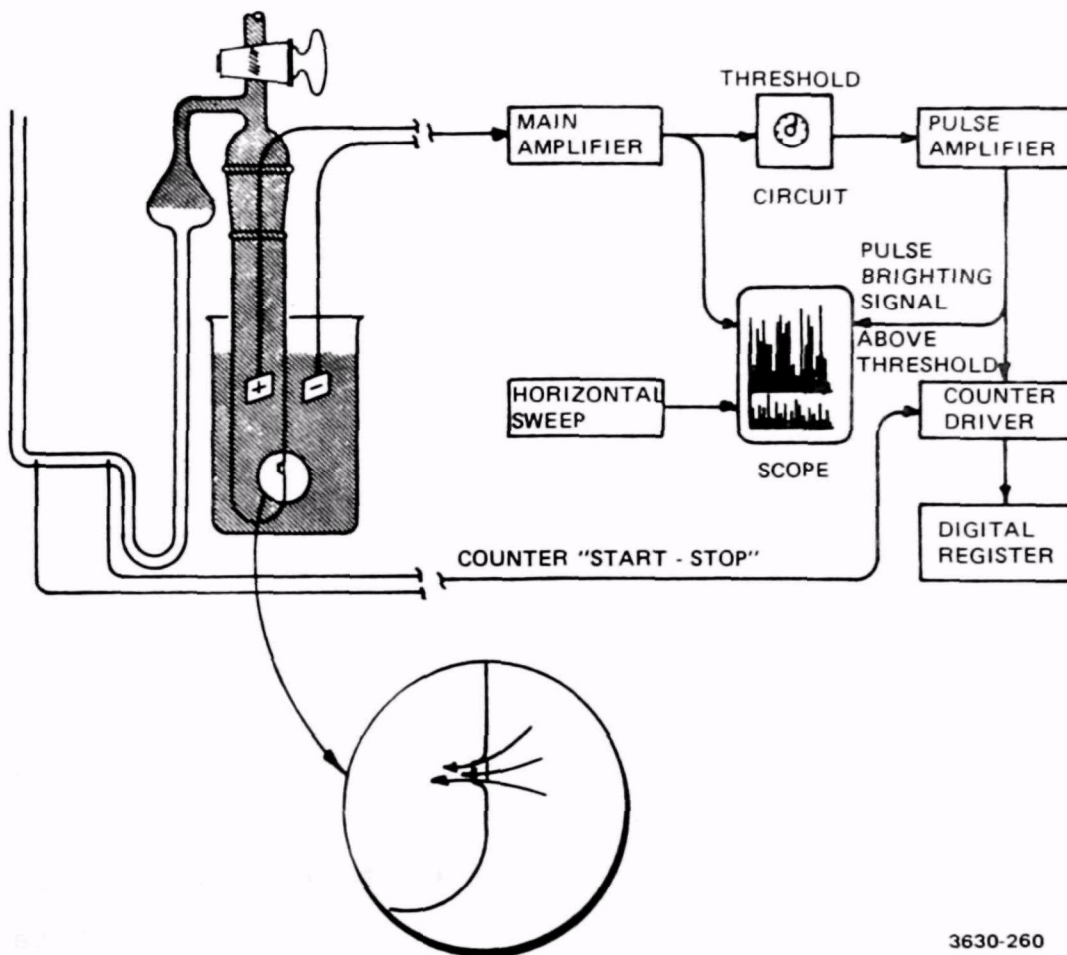 THRESHOLD
MAIN
AMPLIFIER
PULSE
AMPLIFIER
CIRCUIT
PULSE
BRIGHTING
SIGNAL
ABOVE
THRESHOLD
+
−
HORIZONTAL
SWEEP
COUNTER
DRIVER
SCOPE
DIGITAL
REGISTER
COUNTER "START - STOP"
3630-260